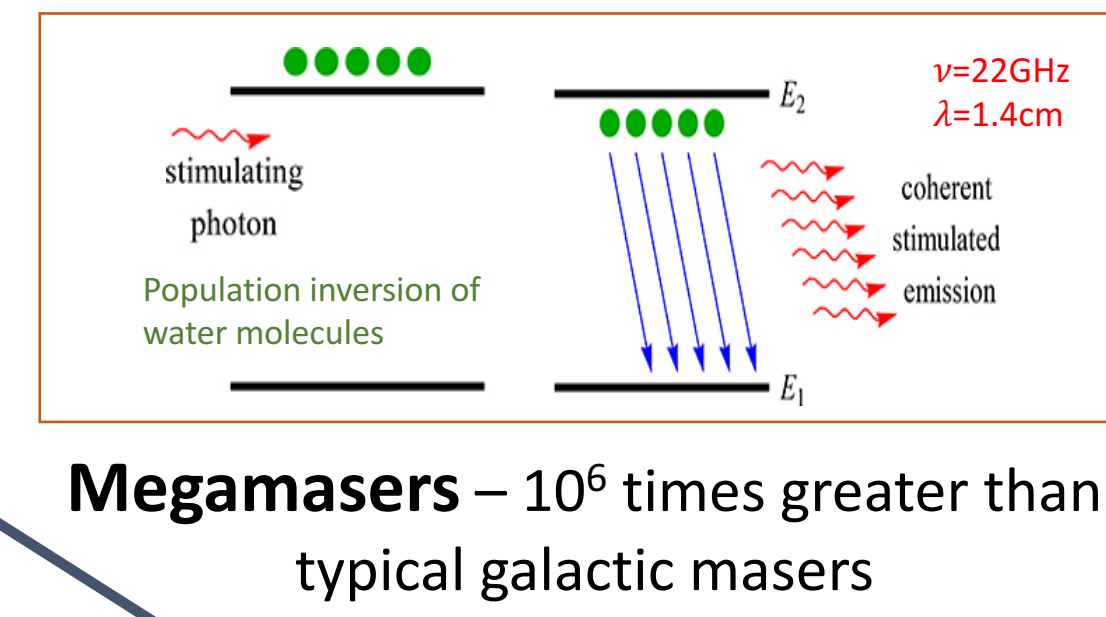 stimulating
photon
Population inversion of
water molecules
E₂
E₁
𝜈=22GHz
𝜆=1.4cm
coherent
stimulated
emission
Megamasers – 10⁶ times greater than
typical galactic masers